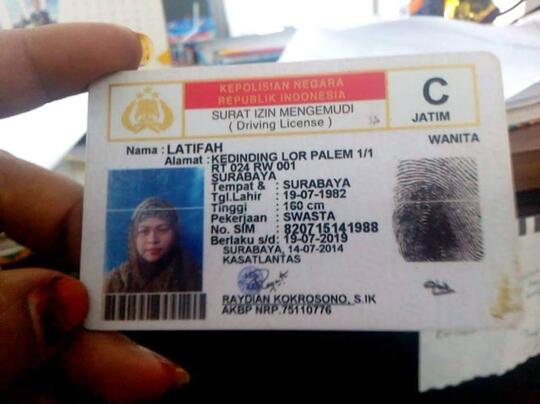 KEPOLISIAN NEGARA
REPUBLIK INDONESIA
SURAT IZIN MENGEMUDI
( Driving License )
C
JATIM
WANITA
Nama : LATIFAH
Alamat : KEDINDING LOR PALEM 1/1
RT 024 RW 001
SURABAYA
Tempat & : SURABAYA
Tgl.Lahir : 19-07-1982
Tinggi : 160 cm
Pekerjaan : SWASTA
No. SIM : 820715141988
Berlaku s/d : 19-07-2019
SURABAYA, 14-07-2014
KASATLANTAS
RAYDIAN KOKROSONO, S.IK
AKBP NRP.75110776